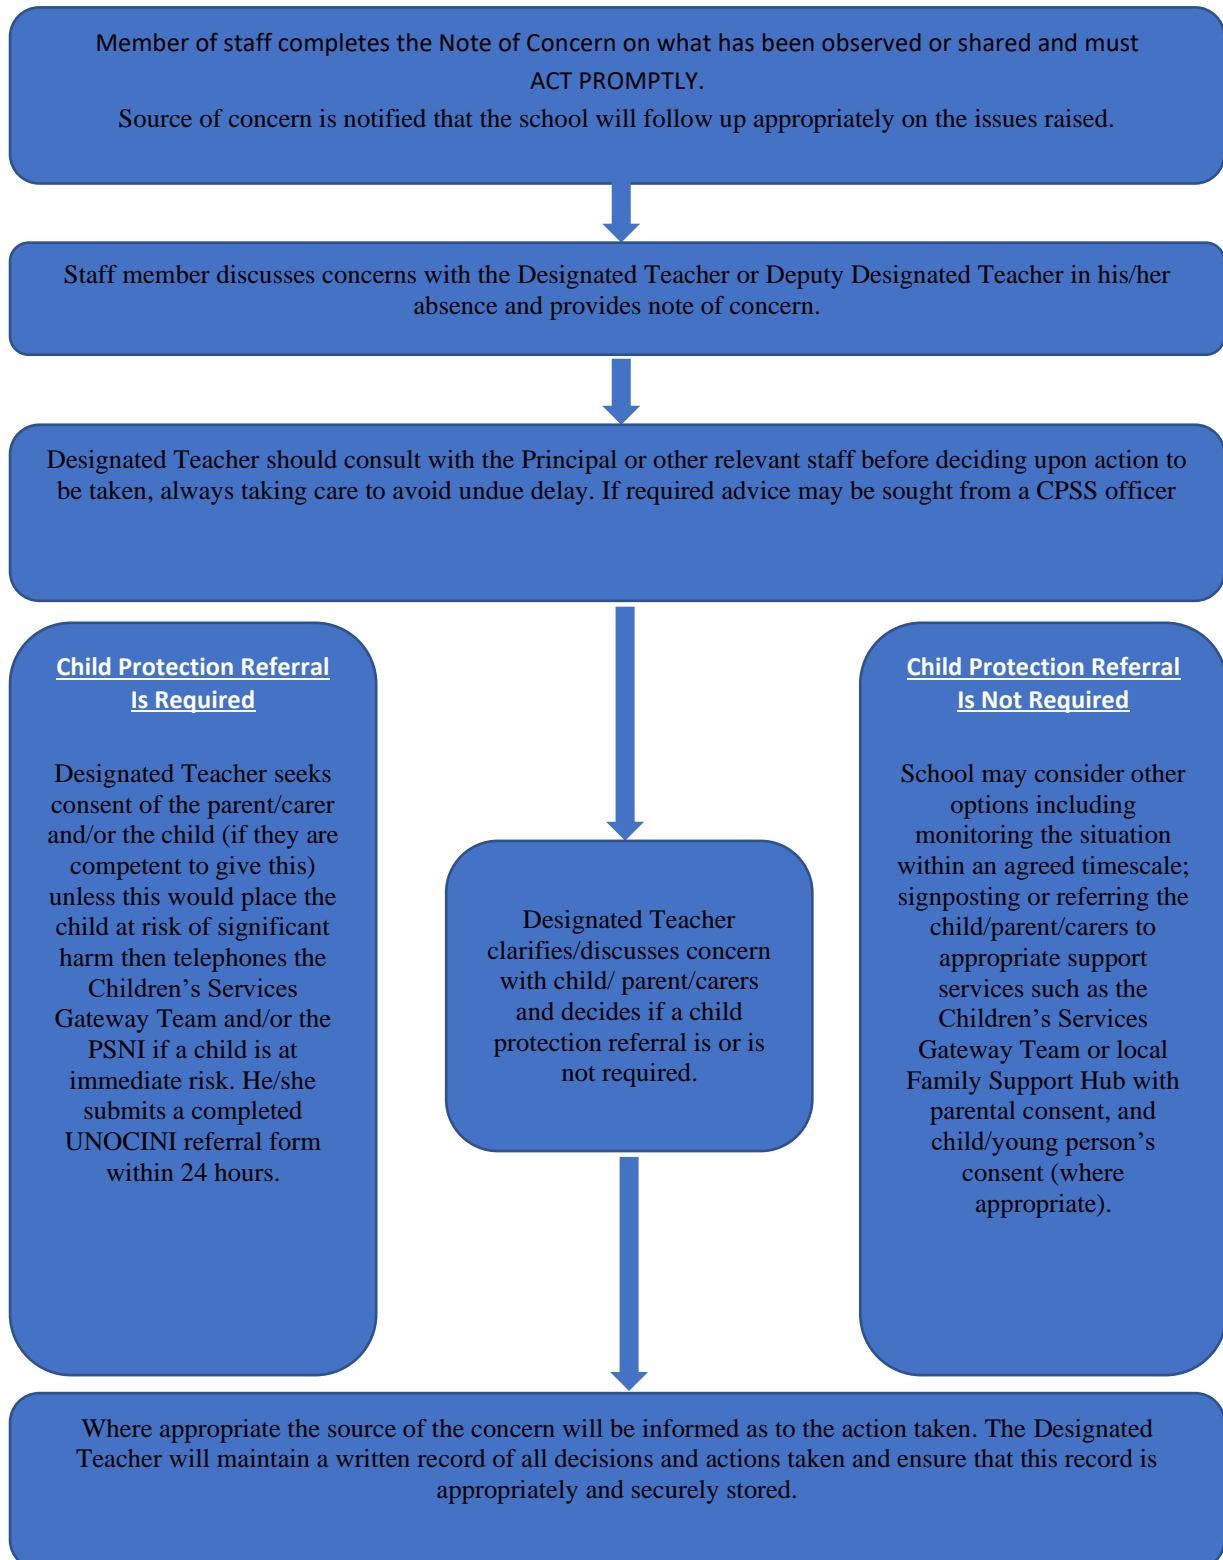 Member of staff completes the Note of Concern on what has been observed or shared and must
ACT PROMPTLY.
Source of concern is notified that the school will follow up appropriately on the issues raised.
Staff member discusses concerns with the Designated Teacher or Deputy Designated Teacher in his/her
absence and provides note of concern.
Designated Teacher should consult with the Principal or other relevant staff before deciding upon action to
be taken, always taking care to avoid undue delay. If required advice may be sought from a CPSS officer
Child Protection Referral
Is Required
Designated Teacher seeks
consent of the parent/carer
and/or the child (if they are
competent to give this)
unless this would place the
child at risk of significant
harm then telephones the
Children’s Services
Gateway Team and/or the
PSNI if a child is at
immediate risk. He/she
submits a completed
UNOCINI referral form
within 24 hours.
Designated Teacher
clarifies/discusses concern
with child/ parent/carers
and decides if a child
protection referral is or is
not required.
Child Protection Referral
Is Not Required
School may consider other
options including
monitoring the situation
within an agreed timescale;
signposting or referring the
child/parent/carers to
appropriate support
services such as the
Children’s Services
Gateway Team or local
Family Support Hub with
parental consent, and
child/young person’s
consent (where
appropriate).
Where appropriate the source of the concern will be informed as to the action taken. The Designated
Teacher will maintain a written record of all decisions and actions taken and ensure that this record is
appropriately and securely stored.